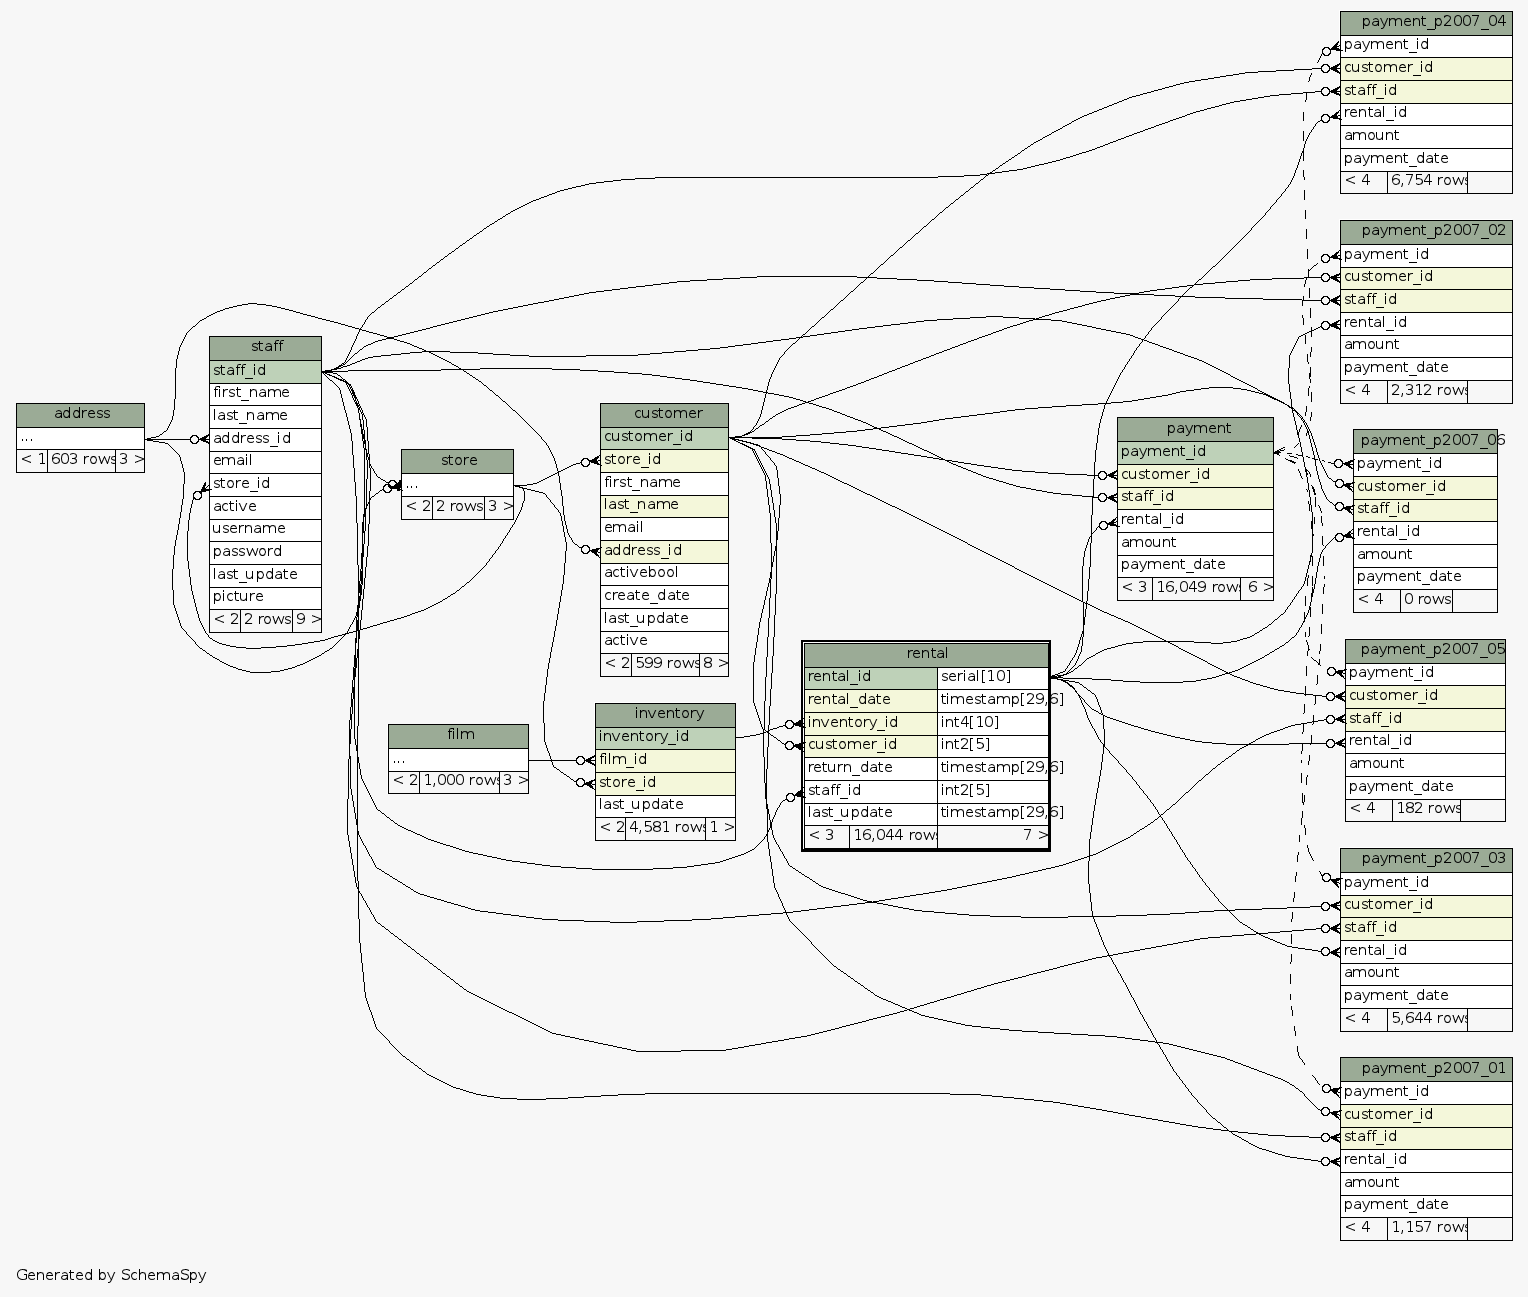 address
...
< 1 603 rows 3 >
staff
staff_id
first_name
last_name
address_id
email
store_id
active
username
password
last_update
picture
< 2 2 rows 9 >
store
...
< 2 2 rows 3 >
film
...
< 2 1,000 rows 3 >
customer
customer_id
store_id
first_name
last_name
email
address_id
activebool
create_date
last_update
active
< 2 599 rows 8 >
inventory
inventory_id
film_id
store_id
last_update
< 2 4,581 rows 1 >
rental
rental_id serial[10]
rental_date timestamp[29,6]
inventory_id int4[10]
customer_id int2[5]
return_date timestamp[29,6]
staff_id int2[5]
last_update timestamp[29,6]
< 3 16,044 rows 7 >
payment
payment_id
customer_id
staff_id
rental_id
amount
payment_date
< 3 16,049 rows 6 >
payment_p2007_04
payment_id
customer_id
staff_id
rental_id
amount
payment_date
< 4 6,754 rows
payment_p2007_02
payment_id
customer_id
staff_id
rental_id
amount
payment_date
< 4 2,312 rows
payment_p2007_06
payment_id
customer_id
staff_id
rental_id
amount
payment_date
< 4 0 rows
payment_p2007_05
payment_id
customer_id
staff_id
rental_id
amount
payment_date
< 4 182 rows
payment_p2007_03
payment_id
customer_id
staff_id
rental_id
amount
payment_date
< 4 5,644 rows
payment_p2007_01
payment_id
customer_id
staff_id
rental_id
amount
payment_date
< 4 1,157 rows
Generated by SchemaSpy